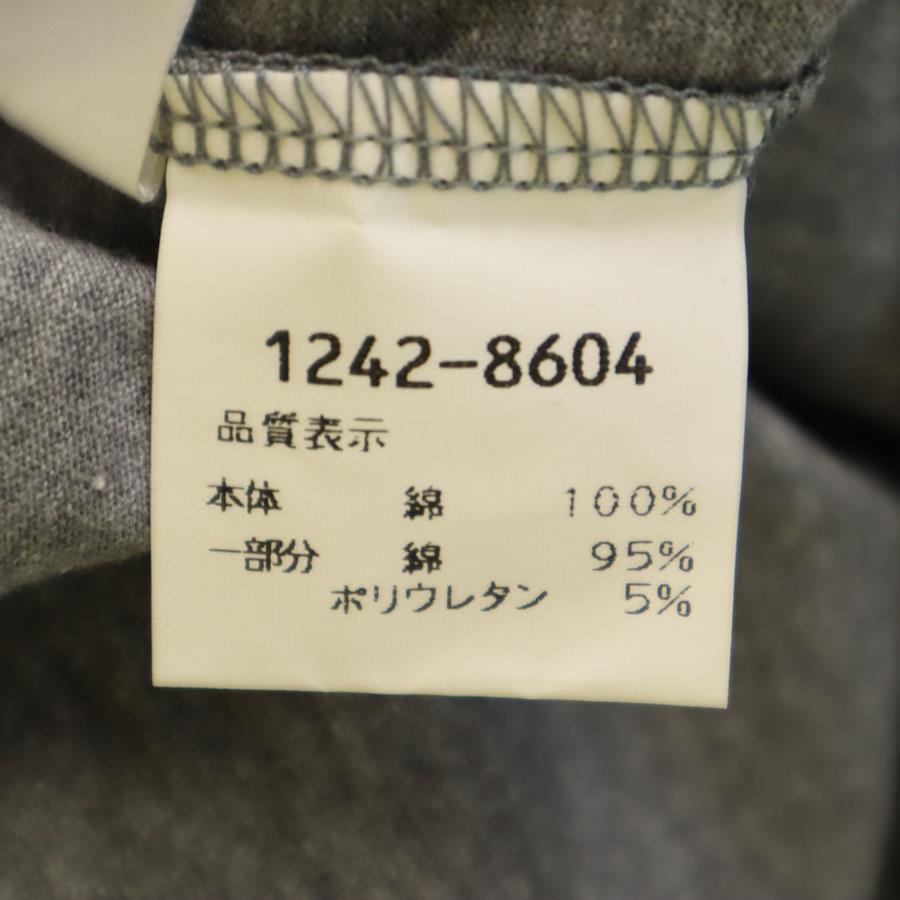 1242-8604
品質表示
本体 綿 100%
一部分 綿 95%
ポリウレタン 5%